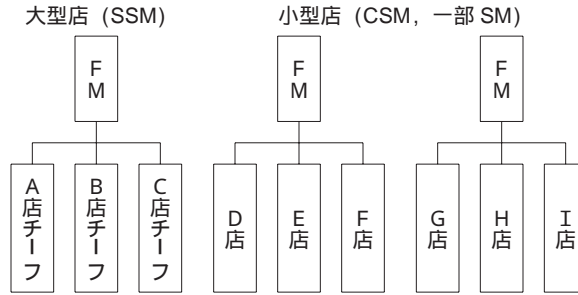 大型店 (SSM)
小型店 (CSM, 一部 SM)
FM
FM
FM
A店チーフ
B店チーフ
C店チーフ
D店
E店
F店
G店
H店
I店